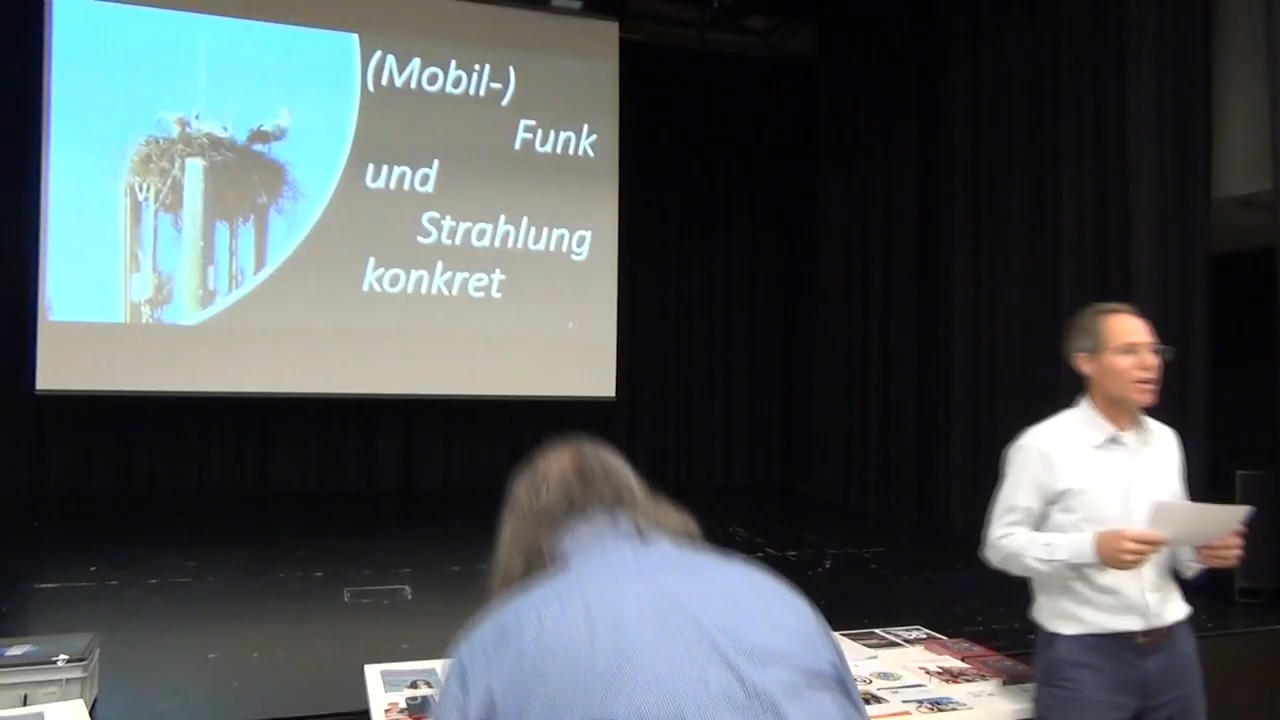 (Mobil-)
Funk
und
Strahlung
konkret